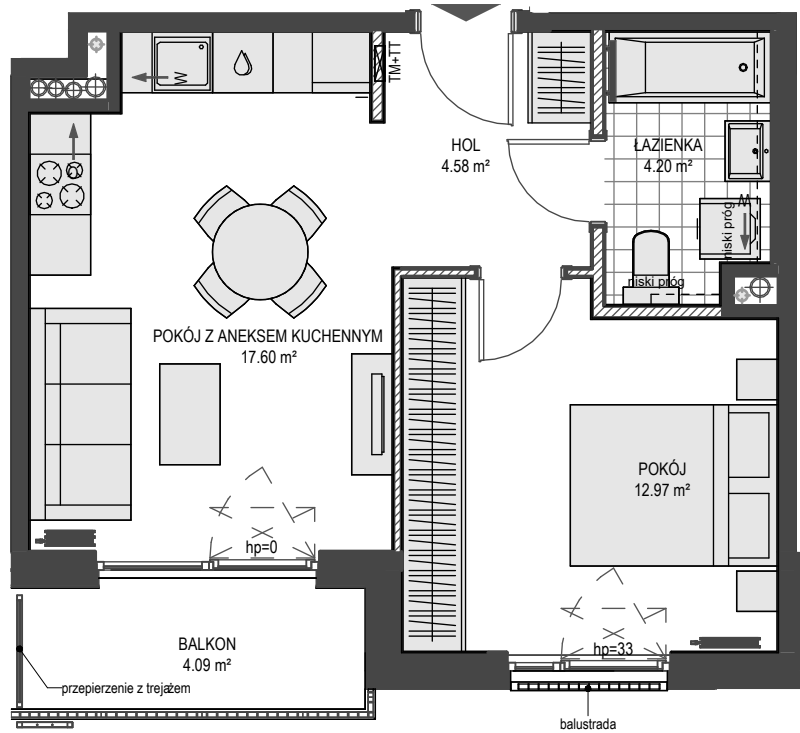 TM+TT
HOL
4.58 m²
ŁAZIENKA
4.20 m²
W
W
niski próg
niski próg
POKÓJ Z ANEKSEM KUCHENNYM
17.60 m²
POKÓJ
12.97 m²
hp=0
hp=33
BALKON
4.09 m²
przepierzenie z trejażem
balustrada